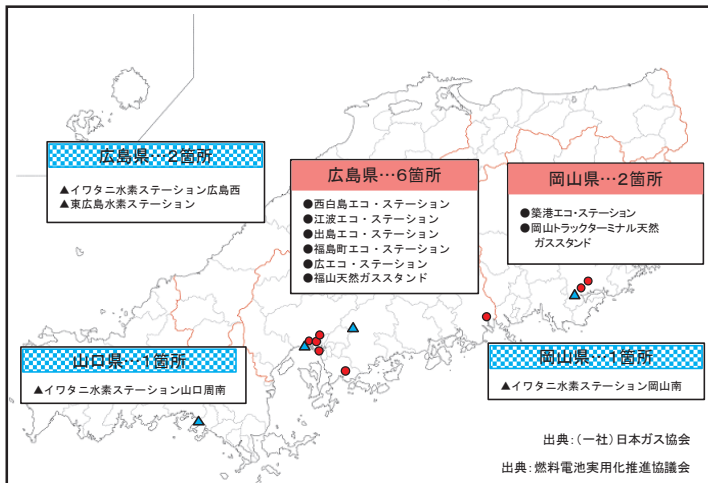 広島県…2箇所
▲イワタニ水素ステーション広島西
▲東広島水素ステーション
広島県…6箇所
●西白島エコ・ステーション
●江波エコ・ステーション
●出島エコ・ステーション
●福島町エコ・ステーション
●広エコ・ステーション
●福山天然ガススタンド
岡山県…2箇所
●築港エコ・ステーション
●岡山トラックターミナル天然
ガススタンド
山口県…1箇所
▲イワタニ水素ステーション山口周南
岡山県…1箇所
▲イワタニ水素ステーション岡山南
出典：(一社)日本ガス協会
出典：燃料電池実用化推進協議会